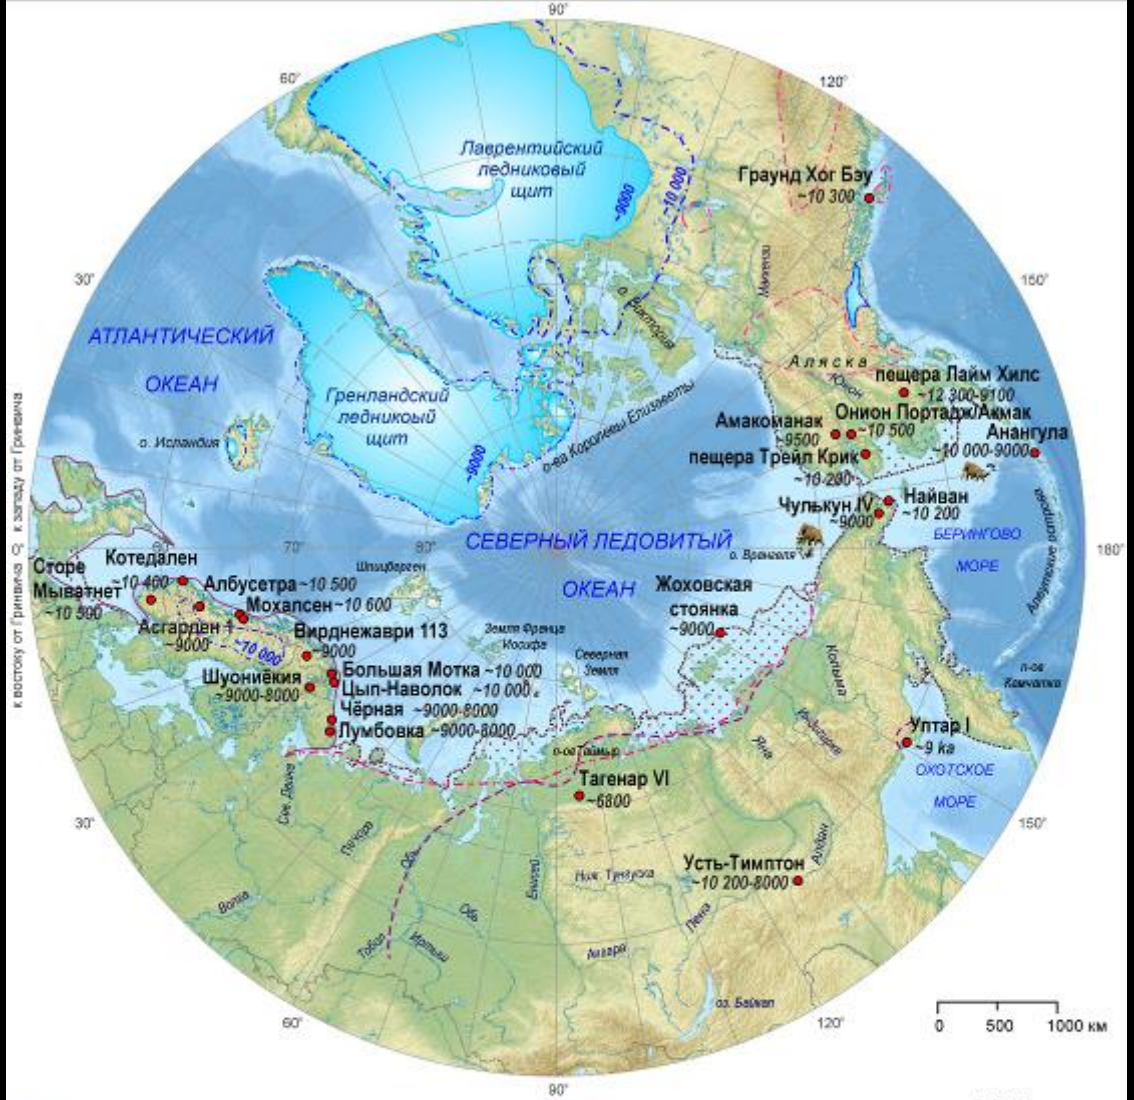 90°
60°
120°
Лаврентийский
ледниковый
щит
~9000
~10 000
Граунд Хог Бэу
~10 300
Маккензи
30°
150°
о. Виктория
АТЛАНТИЧЕСКИЙ
ОКЕАН
Гренландский
ледникоый
щит
~9000
о-ва Королевы Елизаветы
Аляска
Юкон
пещера Лайм Хилс
~12 300-9100
Амакоманак
~9500
Онион Портадж/Акмак
~10 500
Анангула
~10 000-9000
пещера Трейл Крик
~10 200
о. Исландия
к востоку от Гринвича 0° к западу от Гринвича
Чулькун IV
~9000
Найван
~10 200
СЕВЕРНЫЙ ЛЕДОВИТЫЙ
ОКЕАН
о. Врангеля
БЕРИНГОВО
МОРЕ
Алеутские острова
180°
70°
80°
Шпицберген
Котедален
~10 400
Сторе
Мыватнет
~10 500
Албусетра ~10 500
Мохалсен ~10 600
Асгарден 1
~9000
~10 000
Вирднежаври 113
~9000
Жоховская
стоянка
~9000
Земля Франца
Иосифа
Северная
Земля
Шуониёкия
~9000-8000
Большая Мотка ~10 000
Цып-Наволок ~10 000
Чёрная ~9000-8000
Лумбовка ~9000-8000
Колыма
п-ов
Камчатка
Индигирка
Яна
Уптар I
~9 ka
ОХОТСКОЕ
МОРЕ
п-ов Таймыр
Тагенар VI
~6800
Сев. Двина
Печора
Обь
30°
150°
Усть-Тимптон
~10 200-8000
Алдан
Ниж. Тунгуска
Енисей
Волга
Обь
Лена
Тобол
Иртыш
Ангара
оз. Байкал
60°
120°
90°
0 500 1000 км